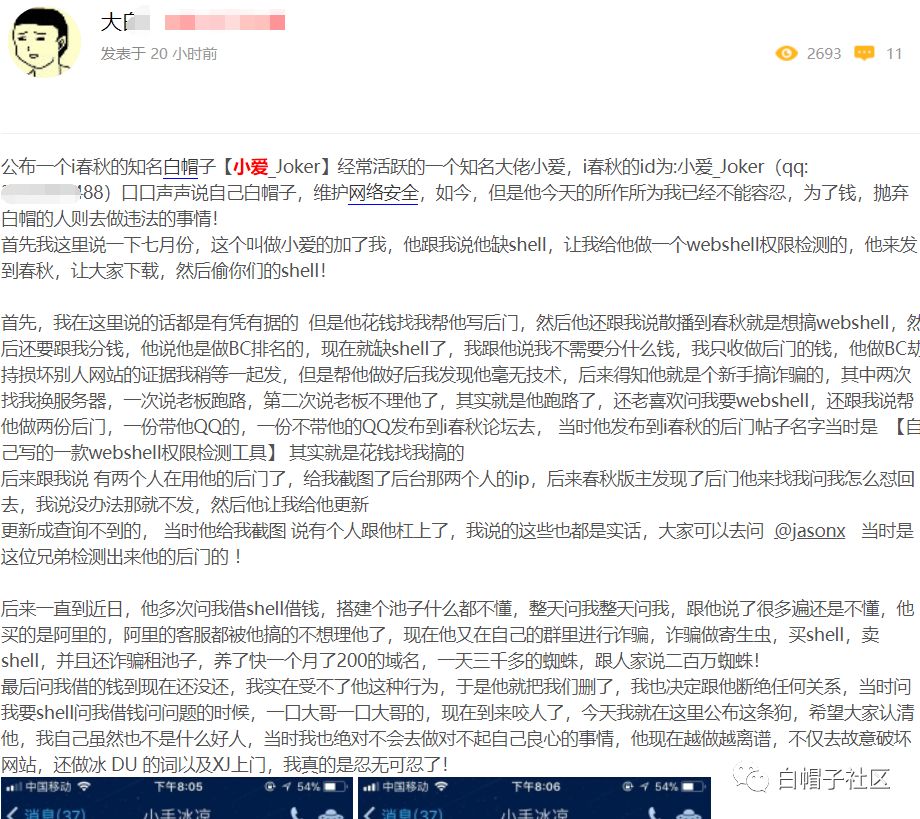 大白
发表于 20 小时前
2693
11
公布一个i春秋的知名白帽子【小爱_Joker】经常活跃的一个知名大佬小爱，i春秋的id为:小爱_Joker（qq:
488）口口声声说自己白帽子，维护网络安全，如今，但是他今天的所作所为我已经不能容忍，为了钱，抛弃
白帽的人则去做违法的事情！
首先我这里说一下七月份，这个叫做小爱的加了我，他跟我说他缺shell，让我给他做一个webshell权限检测的，他来发
到春秋，让大家下载，然后偷你们的shell！
首先，我在这里说的话都是有凭有据的 但是他花钱找我帮他写后门，然后他还跟我说散播到春秋就是想搞webshell，然
后还要跟我分钱，他说他是做BC排名的，现在就缺shell了，我跟他说我不需要分什么钱，我只收做后门的钱，他做BC劫
持损坏别人网站的证据我稍等一起发，但是帮他做好后我发现他毫无技术，后来得知他就是个新手搞诈骗的，其中两次
找我换服务器，一次说老板跑路，第二次说老板不理他了，其实就是他跑路了，还老喜欢问我要webshell，还跟我说帮
他做两份后门，一份带他QQ的，一份不带他的QQ发布到i春秋论坛去， 当时他发布到i春秋的后门帖子名字当时是 【自
己写的一款webshell权限检测工具】 其实就是花钱找我搞的
后来跟我说 有两个人在用他的后门了，给我截图了后台那两个人的ip，后来春秋版主发现了后门他来找我问我怎么怼回
去，我说没办法那就不发，然后他让我给他更新
更新成查询不到的， 当时他给我截图 说有个人跟他杠上了，我说的这些也都是实话，大家可以去问 @jasonx 当时是
这位兄弟检测出来他的后门的 ！
后来一直到近日，他多次问我借shell借钱，搭建个池子什么都不懂，整天问我整天问我，跟他说了很多遍还是不懂，他
买的是阿里的，阿里的客服都被他搞的不想理他了，现在他又在自己的群里进行诈骗，诈骗做寄生虫，买shell，卖
shell，并且还诈骗租池子，养了快一个月了200的域名，一天三千多的蜘蛛，跟人家说二百万蜘蛛！
最后问我借的钱到现在还没还，我实在受不了他这种行为，于是他就把我们删了，我也决定跟他断绝任何关系，当时问
我要shell问我借钱问问题的时候，一口大哥一口大哥的，现在到来咬人了，今天我就在这里公布这条狗，希望大家认清
他，我自己虽然也不是什么好人，当时我也绝对不会去做对不起自己良心的事情，他现在越做越离谱，不仅去故意破坏
网站，还做冰 DU 的词以及XJ上门，我真的是忍无可忍了！
白帽子社区
中国移动 下午8:05 54% 中国移动 下午8:06 54%
消息(37) 小手冰凉 消息(37) 小手冰凉